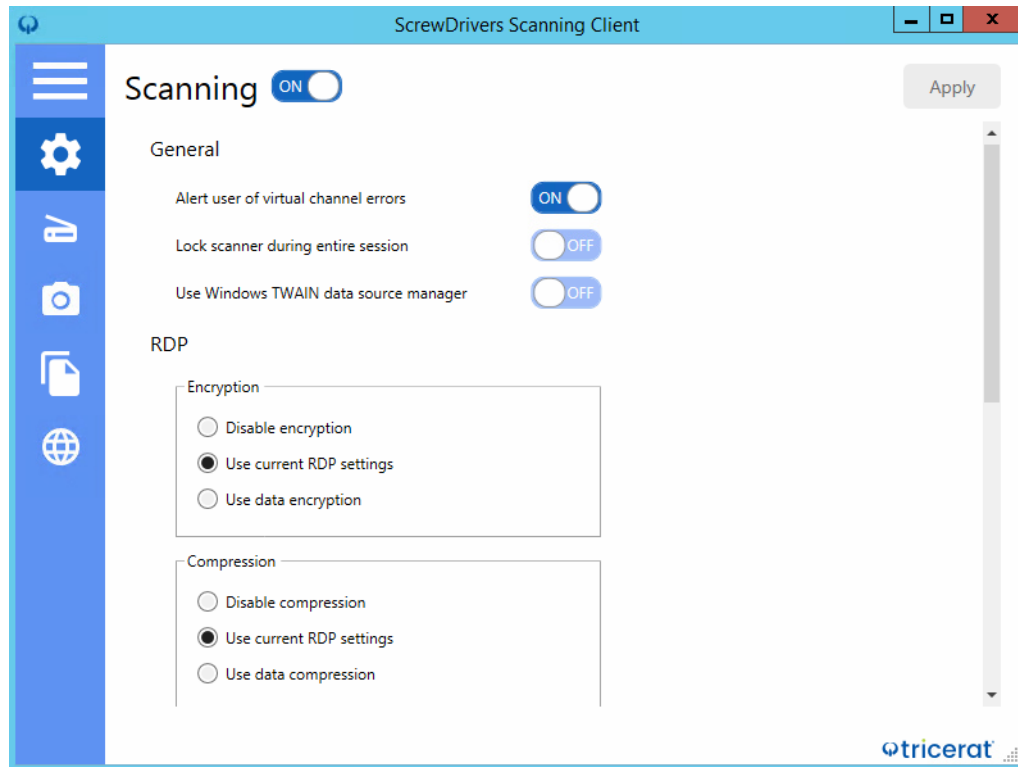 ScrewDrivers Scanning Client
Scanning ON
Apply
General
Alert user of virtual channel errors ON
Lock scanner during entire session OFF
Use Windows TWAIN data source manager OFF
RDP
Encryption
Disable encryption
Use current RDP settings
Use data encryption
Compression
Disable compression
Use current RDP settings
Use data compression
tricerat